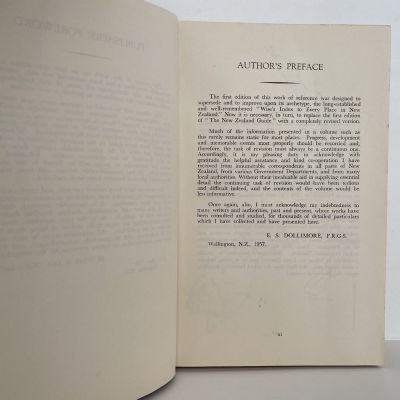 AUTHOR'S PREFACE
The first edition of this work of reference was designed to
supersede and to improve upon its archetype, the long-established
and well-remembered "Wise's Index to Every Place in New
Zealand." Now it is necessary, in turn, to replace the first edition
of "The New Zealand Guide" with a completely revised version.
Much of the information presented in a volume such as
this rarely remains static for most places. Progress, development
and memorable events most properly should be recorded and;
therefore, the task of revision must always be a continuous one.
Accordingly, it is my pleasing duty to acknowledge with
gratitude the helpful assistance and kind co-operation I have
received from innumerable correspondents in all parts of New
Zealand, from various Government Departments, and from many
local authorities. Without their invaluable aid in supplying essential
detail the continuing task of revision would have been tedious
and difficult indeed, and the contents of the volume would be
less informative.
Once again, also, I must acknowledge my indebtedness to
many writers and authorities, past and present, whose works have
been consulted and studied, for thousands of detailed particulars
which I have collected and have presented here.
E. S. DOLLIMORE, F.R.G.S.
Wellington, N.Z., 1957.
xi